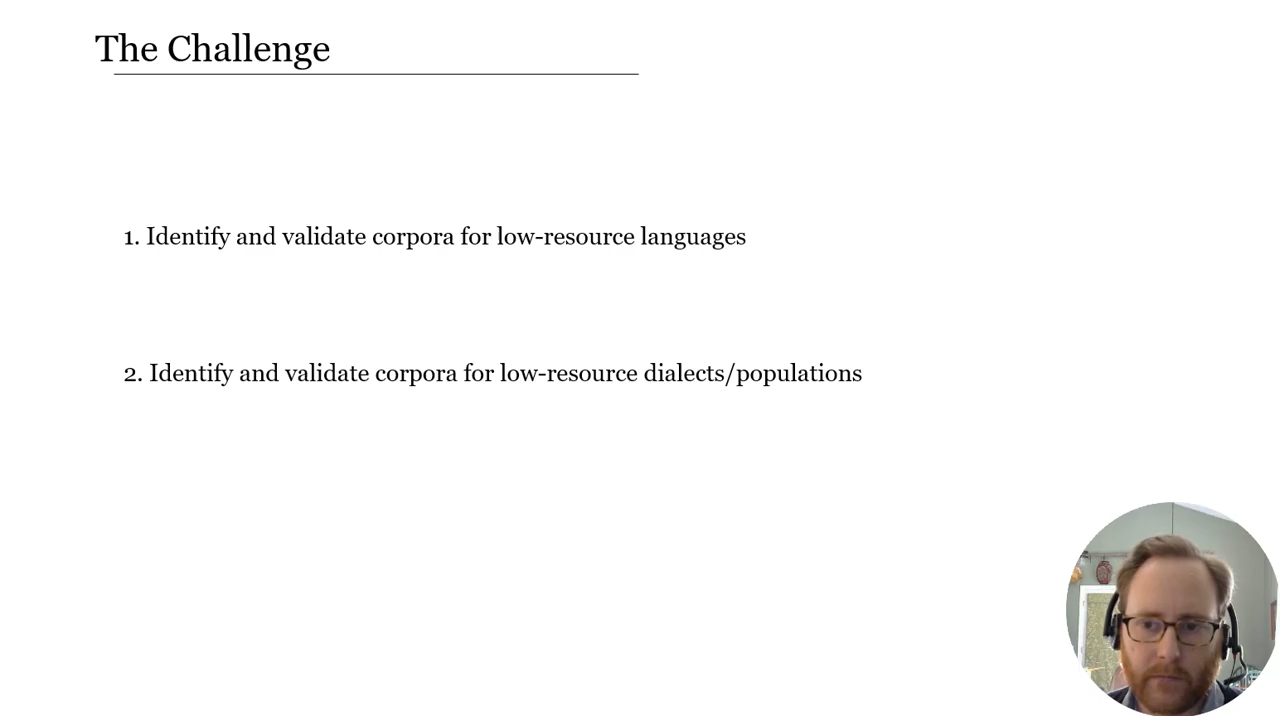 The Challenge
1. Identify and validate corpora for low-resource languages
2. Identify and validate corpora for low-resource dialects/populations